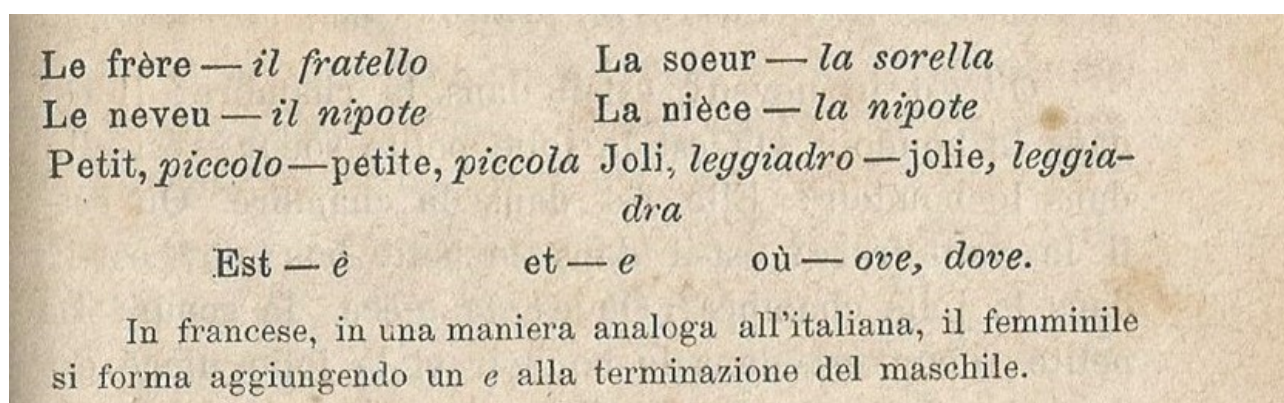 Le frère — il fratello La soeur — la sorella
Le neveu — il nipote La nièce — la nipote
Petit, piccolo—petite, piccola Joli, leggiadro—jolie, leggia-
dra
Est — è et — e où — ove, dove.
In francese, in una maniera analoga all'italiana, il femminile
si forma aggiungendo un e alla terminazione del maschile.